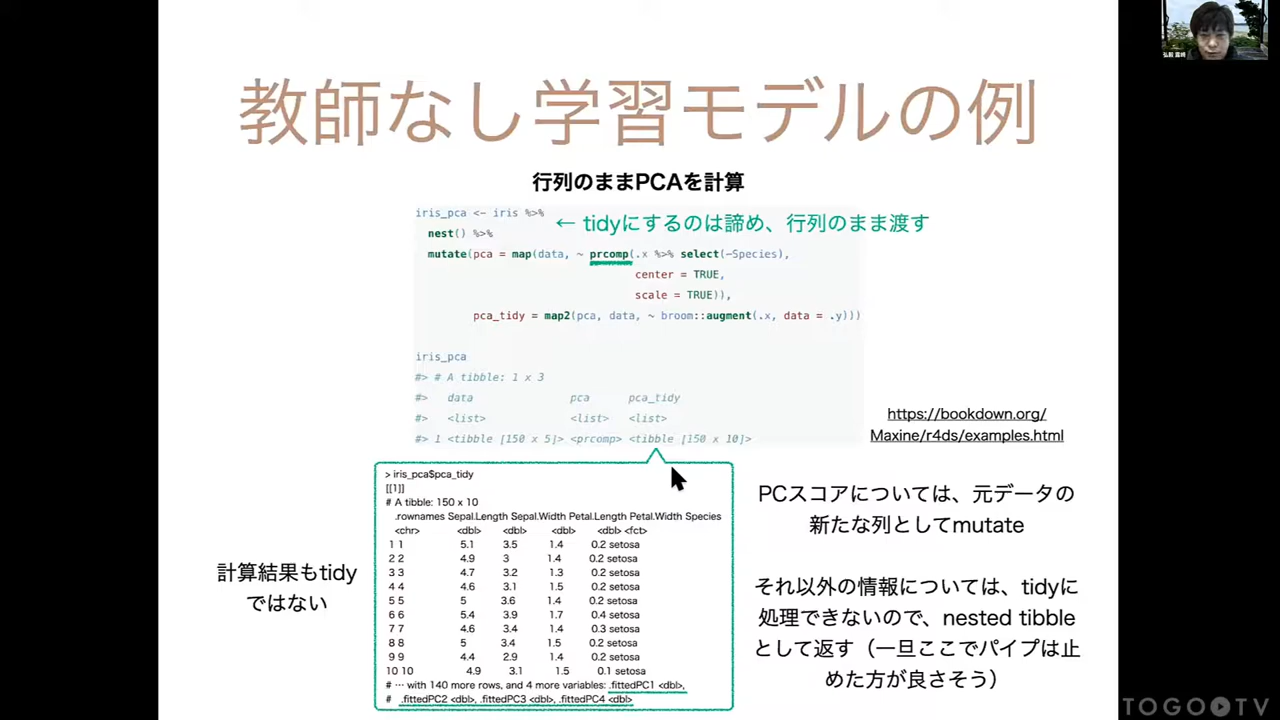 教師なし学習モデルの例
行列のままPCAを計算
iris_pca <- iris %>%
← tidyにするのは諦め、行列のまま渡す
nest() %>%
mutate(pca = map(data, ~ prcomp(.x %>% select(-Species),
center = TRUE,
scale = TRUE)),
pca_tidy = map2(pca, data, ~ broom::augment(.x, data = .y)))
iris_pca
#> # A tibble: 1 x 3
#> data pca pca_tidy
#> <list> <list> <list>
#> 1 <tibble [150 x 5]> <prcomp> <tibble [150 x 10]>
https://bookdown.org/
Maxine/r4ds/examples.html
> iris_pca$pca_tidy
[[1]]
# A tibble: 150 x 10
.rownames Sepal.Length Sepal.Width Petal.Length Petal.Width Species
<chr> <dbl> <dbl> <dbl> <dbl> <fct>
1 1 5.1 3.5 1.4 0.2 setosa
2 2 4.9 3 1.4 0.2 setosa
3 3 4.7 3.2 1.3 0.2 setosa
4 4 4.6 3.1 1.5 0.2 setosa
5 5 5 3.6 1.4 0.2 setosa
6 6 5.4 3.9 1.7 0.4 setosa
7 7 4.6 3.4 1.4 0.3 setosa
8 8 5 3.4 1.5 0.2 setosa
9 9 4.4 2.9 1.4 0.2 setosa
10 10 4.9 3.1 1.5 0.1 setosa
# … with 140 more rows, and 4 more variables: .fittedPC1 <dbl>,
# .fittedPC2 <dbl>, .fittedPC3 <dbl>, .fittedPC4 <dbl>
計算結果もtidy
ではない
PCスコアについては、元データの
新たな列としてmutate
それ以外の情報については、tidyに
処理できないので、nested tibble
として返す（一旦ここでパイプは止
めた方が良さそう）
TOGOTV